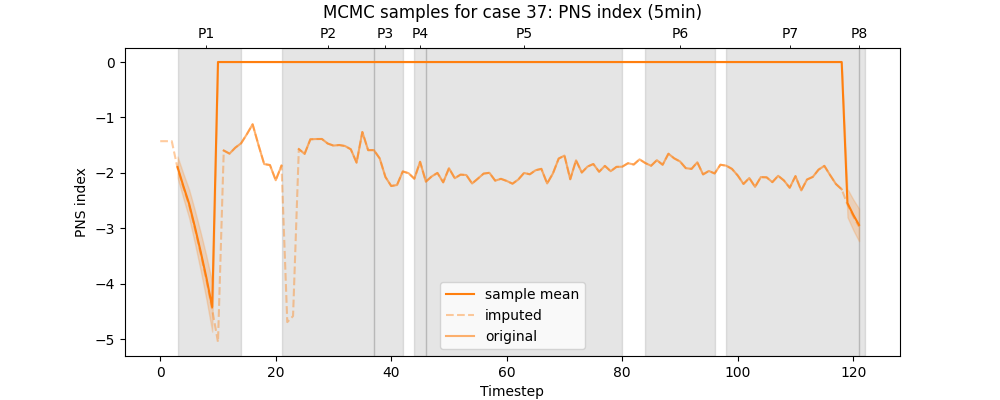 MCMC samples for case 37: PNS index (5min)
P1 P2 P3 P4 P5 P6 P7 P8
0
−1
−2
−3
−4
−5
PNS index
sample mean
imputed
original
0 20 40 60 80 100 120
Timestep